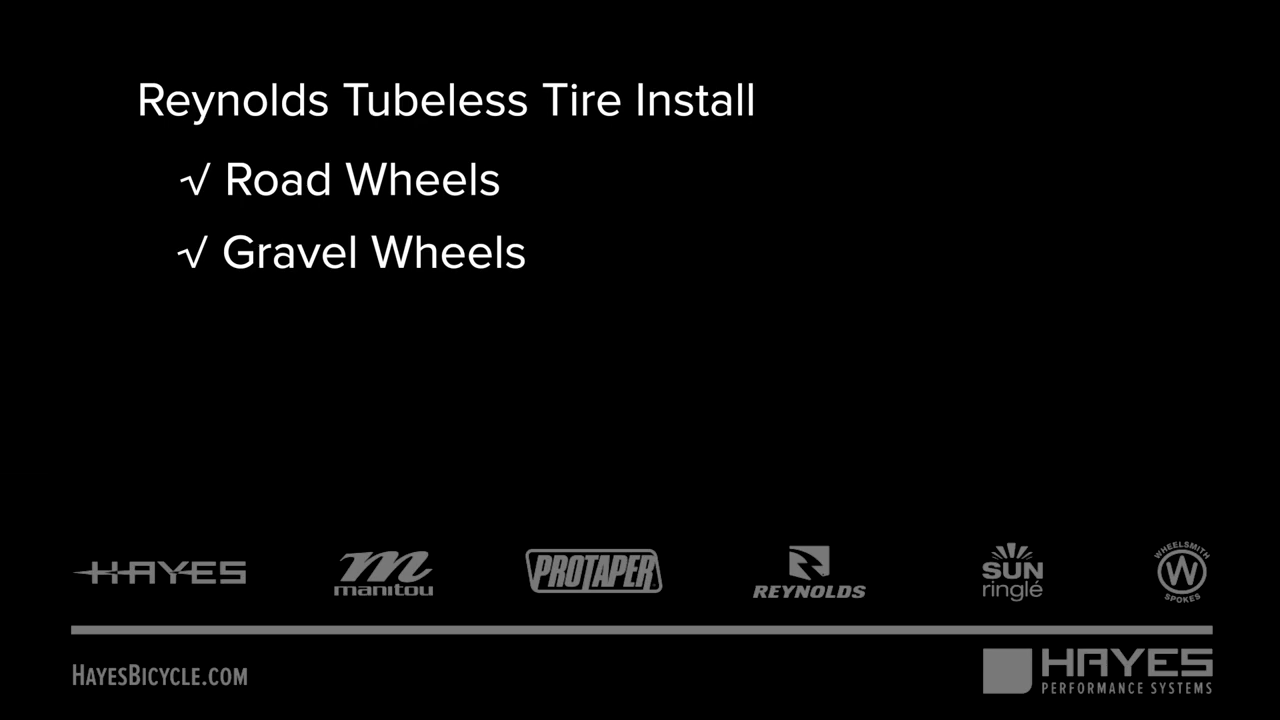 Reynolds Tubeless Tire Install
√ Road Wheels
√ Gravel Wheels
HAYES
manitou
PROTAPER
REYNOLDS
SUN
ringlé
WHEELSMITH
W
SPOKES
HAYESBICYCLE.COM
HAYES
PERFORMANCE SYSTEMS